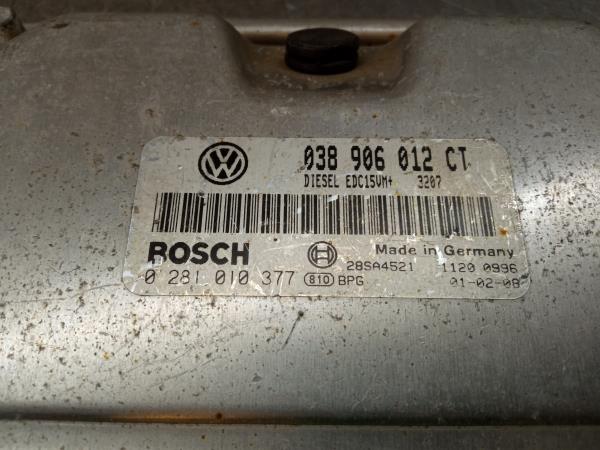 VW 038 906 012 CT
DIESEL EDC15VM+ 3207
BOSCH Made in Germany
28SA4521 1120 0996
0 281 010 377 810 BPG 01-02-08